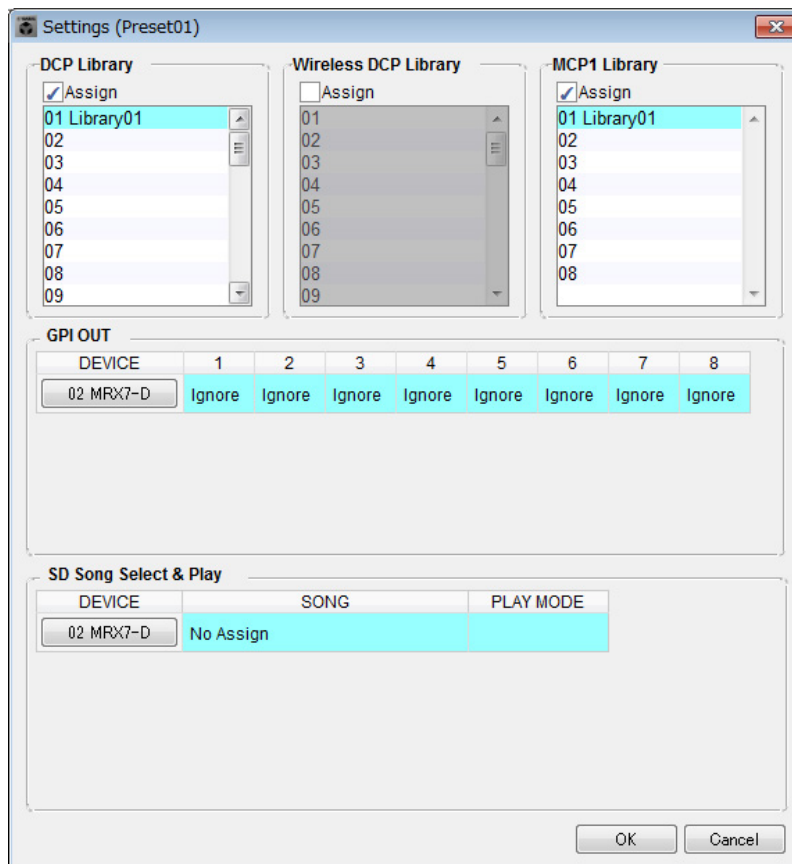 Settings (Preset01)
DCP Library
Assign
01 Library01
02
03
04
05
06
07
08
09
Wireless DCP Library
Assign
01
02
03
04
05
06
07
08
09
MCP1 Library
Assign
01 Library01
02
03
04
05
06
07
08
GPI OUT
DEVICE 1 2 3 4 5 6 7 8
02 MRX7-D Ignore Ignore Ignore Ignore Ignore Ignore Ignore Ignore
SD Song Select & Play
DEVICE SONG PLAY MODE
02 MRX7-D No Assign
OK Cancel